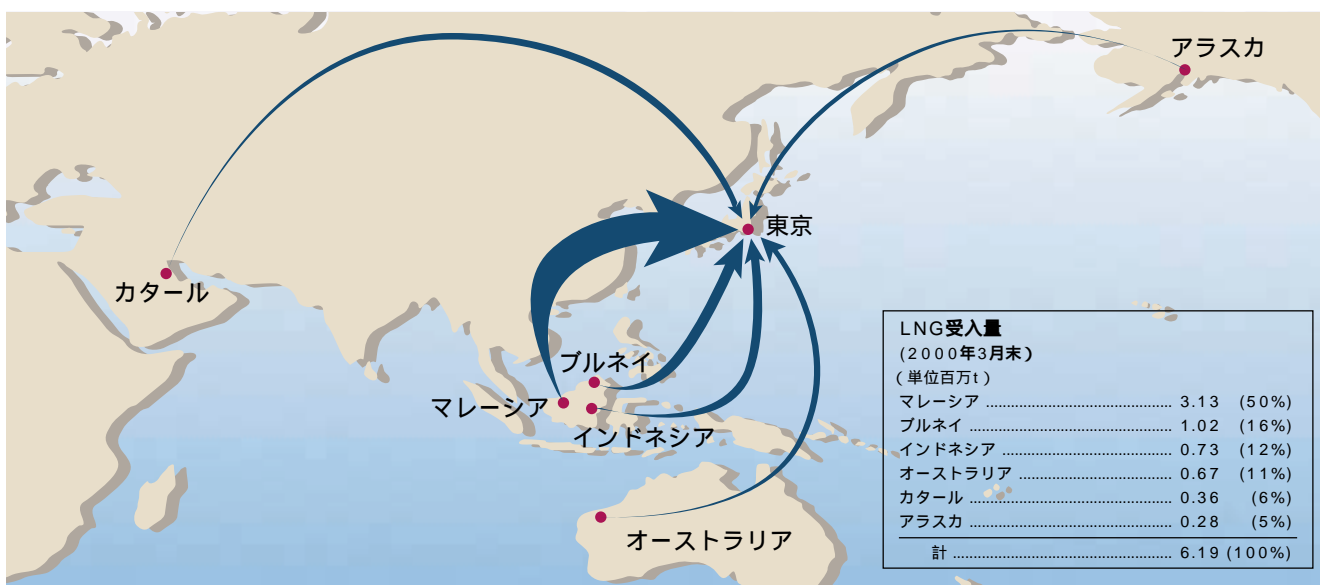 アラスカ
東京
カタール
ブルネイ
マレーシア
インドネシア
オーストラリア
LNG受入量
(2000年3月末)
(単位百万t)
マレーシア ........................................ 3.13 (50%)
ブルネイ ........................................ 1.02 (16%)
インドネシア ........................................ 0.73 (12%)
オーストラリア ........................................ 0.67 (11%)
カタール ........................................ 0.36 (6%)
アラスカ ........................................ 0.28 (5%)
計 ........................................ 6.19 (100%)